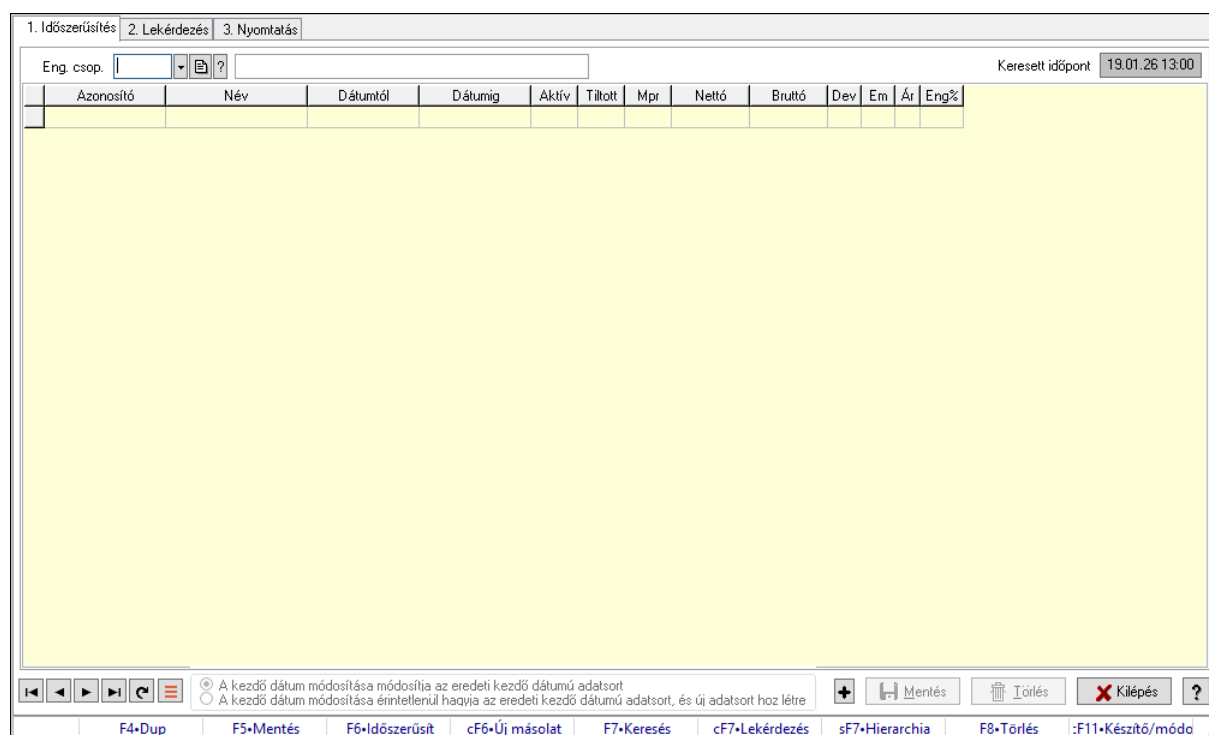 1. Időszerűsítés 2. Lekérdezés 3. Nyomtatás
Eng. csop. ? Keresett időpont 19.01.26 13:00
Azonosító Név Dátumtól Dátumig Aktív Tiltott Mpr Nettó Bruttó Dev Em Ár Eng%
A kezdő dátum módosítása módosítja az eredeti kezdő dátumú adatsort
A kezdő dátum módosítása érintetlenül hagyja az eredeti kezdő dátumú adatsort, és új adatsort hoz létre
Mentés Törlés Kilépés ?
F4•Dup F5•Mentés F6•Időszerűsít cF6•Új másolat F7•Keresés cF7•Lekérdezés sF7•Hierarchia F8•Törlés :F11•Készítő/módo